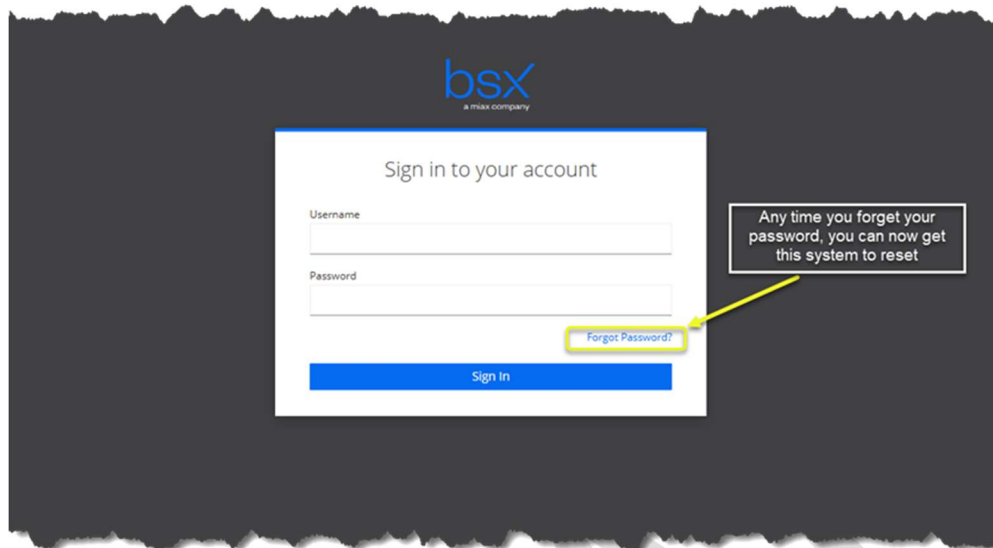 bsx
a miax company
Sign in to your account
Username
Password
Forgot Password?
Sign In
Any time you forget your
password, you can now get
this system to reset